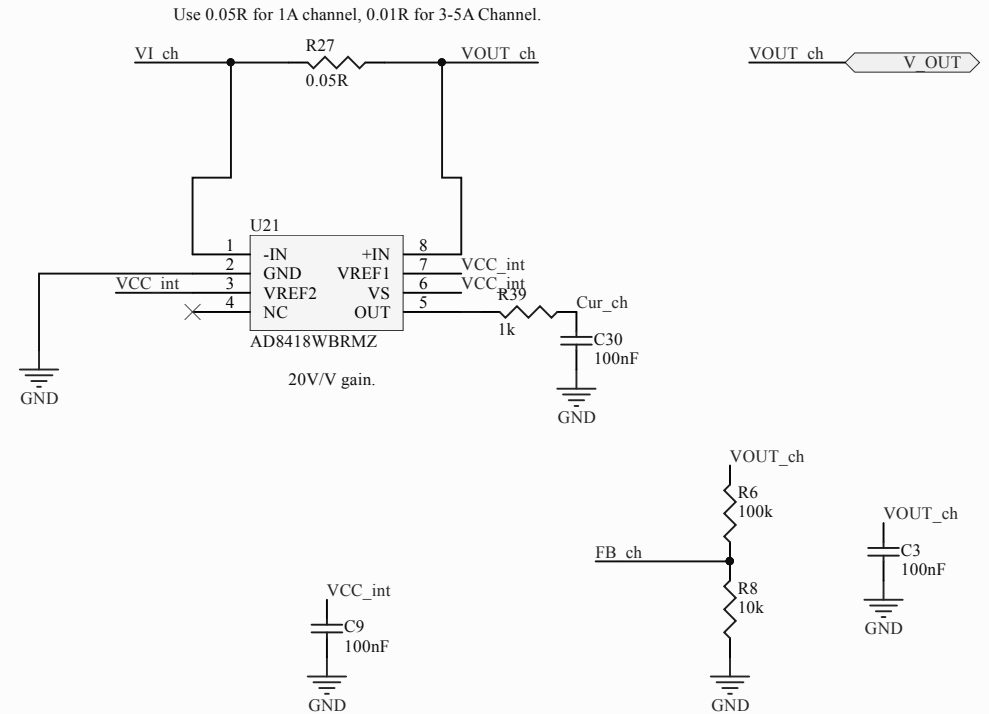 Use 0.05R for 1A channel, 0.01R for 3-5A Channel.
VI_ch
R27
0.05R
VOUT_ch
VOUT_ch
V_OUT
U21
1
-IN
+IN
8
2
GND
VREF1
7
VCC_int
VCC_int
3
VREF2
VS
6
VCC_int
4
NC
OUT
5
R39
1k
Cur_ch
AD8418WBRMZ
C30
100nF
20V/V gain.
GND
GND
VOUT_ch
R6
100k
VOUT_ch
FB_ch
C3
100nF
VCC_int
R8
10k
C9
100nF
GND
GND
GND